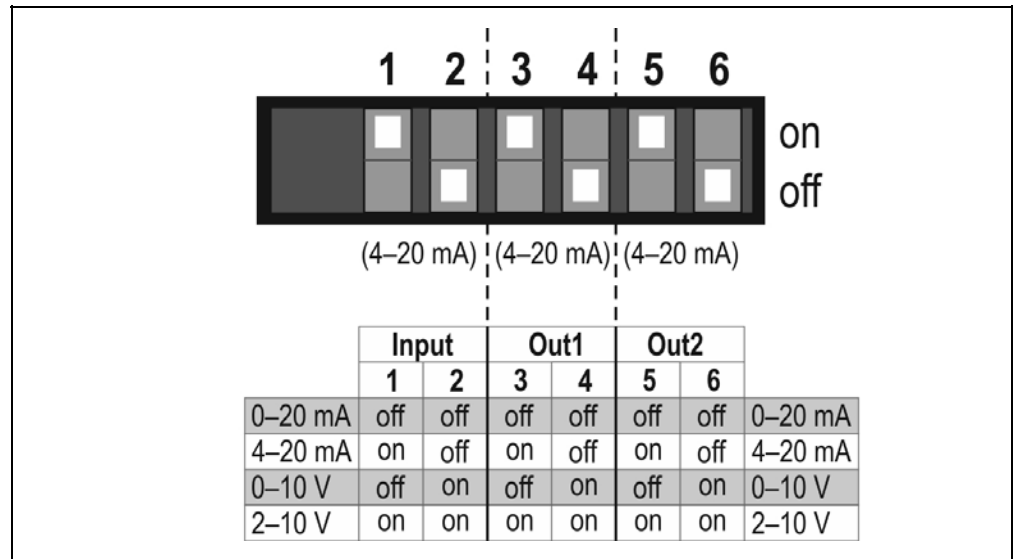 1 2 3 4 5 6
on
off
(4–20 mA) (4–20 mA) (4–20 mA)
Input Out1 Out2
1 2 3 4 5 6
0–20 mA off off off off off off 0–20 mA
4–20 mA on off on off on off 4–20 mA
0–10 V off on off on off on 0–10 V
2–10 V on on on on on on 2–10 V